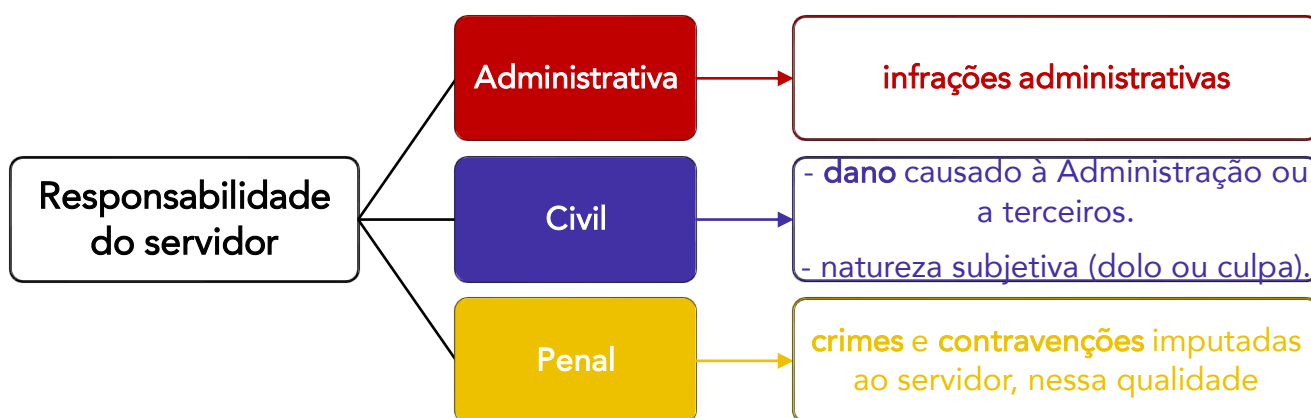 Responsabilidade
do servidor
Administrativa
infrações administrativas
Civil
- dano causado à Administração ou
a terceiros.
- natureza subjetiva (dolo ou culpa).
Penal
crimes e contravenções imputadas
ao servidor, nessa qualidade